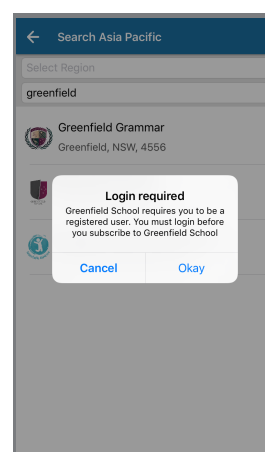 Search Asia Pacific
Select Region
greenfield
Greenfield Grammar
Greenfield, NSW, 4556
Login required
Greenfield School requires you to be a
registered user. You must login before
you subscribe to Greenfield School
Cancel
Okay